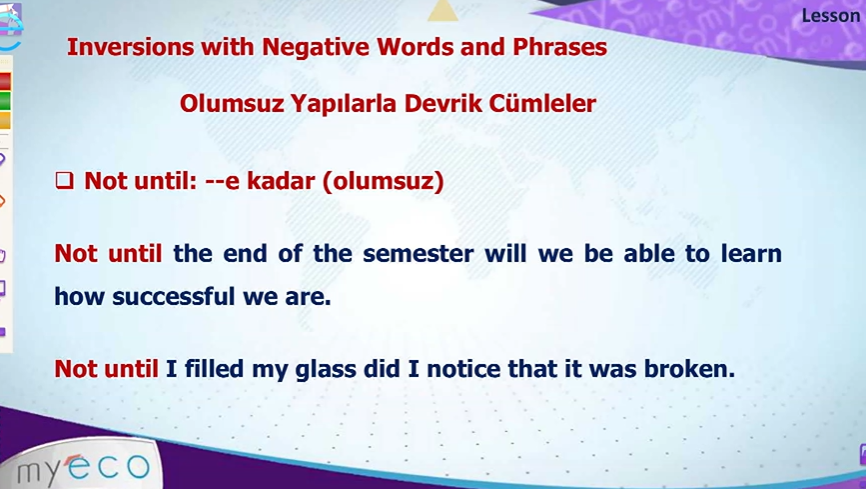 Lesson
Inversions with Negative Words and Phrases
Olumsuz Yapılarla Devrik Cümleler
❑ Not until: --e kadar (olumsuz)
Not until the end of the semester will we be able to learn
how successful we are.
Not until I filled my glass did I notice that it was broken.
myeco